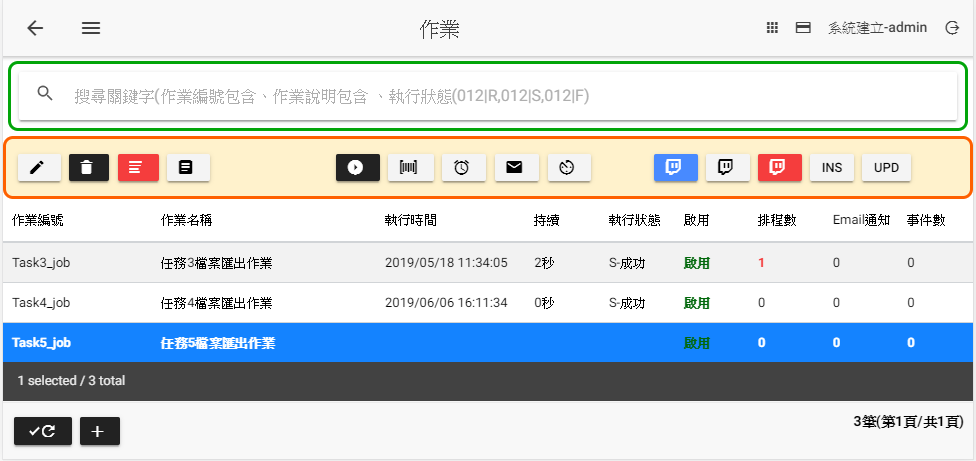 作業
系統建立-admin
搜尋關鍵字(作業編號包含、作業說明包含 、執行狀態(012|R,012|S,012|F)
INS UPD
作業編號 作業名稱 執行時間 持續 執行狀態 啟用 排程數 Email通知 事件數
Task3_job 任務3檔案匯出作業 2019/05/18 11:34:05 2秒 S-成功 啟用 1 0 0
Task4_job 任務4檔案匯出作業 2019/06/06 16:11:34 0秒 S-成功 啟用 0 0 0
Task5_job 任務5檔案匯出作業 啟用 0 0 0
1 selected / 3 total
3筆(第1頁/共1頁)